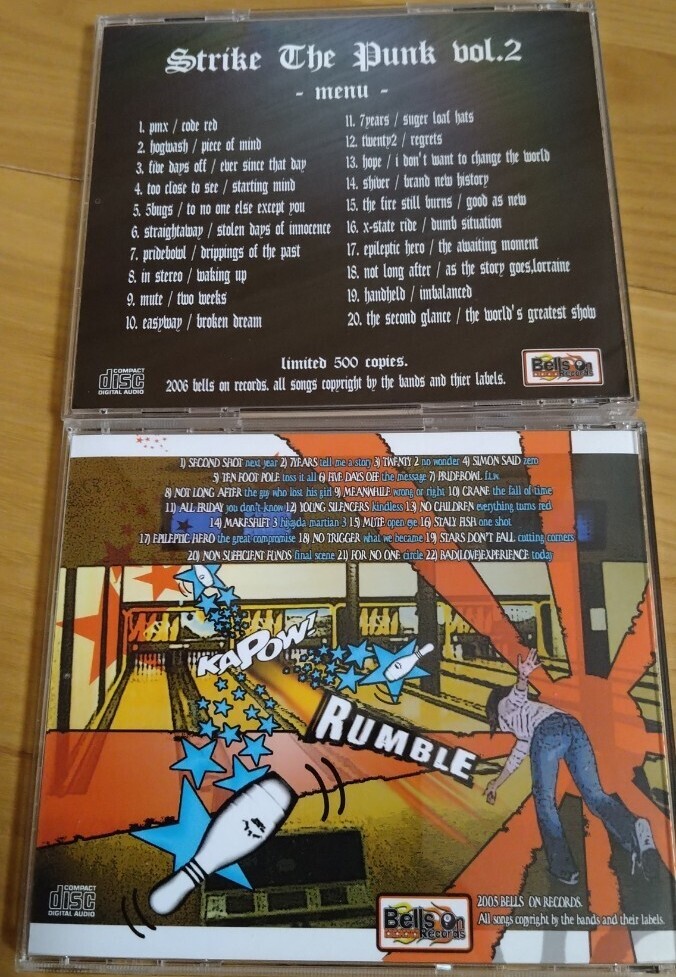 Strike The Punk vol.2
- menu -
1. pmx / code red
2. hogwash / piece of mind
3. five days off / ever since that day
4. too close to see / starting mind
5. 5bugs / to no one else except you
6. straightaway / stolen days of innocence
7. pridebowl / drippings of the past
8. in stereo / waking up
9. mute / two weeks
10. easyway / broken dream
11. 7years / suger loaf hats
12. twenty2 / regrets
13. hope / i don't want to change the world
14. shiver / brand new history
15. the fire still burns / good as new
16. x-state ride / dumb situation
17. epileptic hero / the awaiting moment
18. not long after / as the story goes,lorraine
19. handheld / imbalanced
20. the second glance / the world's greatest show
limited 500 copies.
2006 bells on records. all songs copyright by the bands and thier labels.
COMPACT
disc
DIGITAL AUDIO
Bells On
Records
1) SECOND SHOT next year 2) 7YEARS tell me a story 3) TWENTY 2 no wonder 4) SIMON SAID zero
5) TEN FOOT POLE toss it all 6) FIVE DAYS OFF the message 7) PRIDEBOWL f.t.w.
8) NOT LONG AFTER the guy who lost his girl 9) MEANWHILE wrong or right 10) CRANE the fall of time
11) ALL FRIDAY you don't know 12) YOUNG SILENCERS kindless 13) NO CHILDREN everything turns red
14) MAKESHIFT 3 martian 3 15) MUTE open eye 16) STALY FISH one shot
17) EPILEPTIC HERO the great compromise 18) NO TRIGGER what we became 19) STARS DON'T FALL cutting corners
20) NON SUFFICIENT FUNDS final scene 21) FOR NO ONE circle 22) BAD(LOVE)EXPERIENCE today
KAPOW!
RUMBLE
COMPACT
disc
DIGITAL AUDIO
Bells On
Records
2005 BELLS ON RECORDS.
All songs copyright by the bands and their labels.